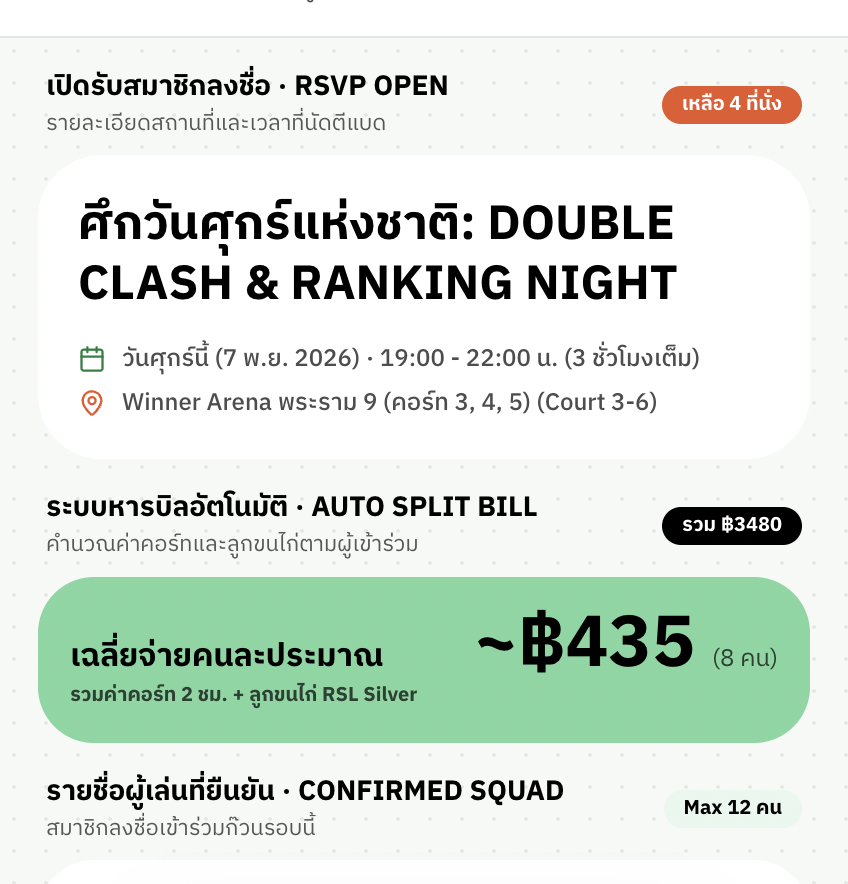 เปิดรับสมาชิกลงชื่อ · RSVP OPEN
รายละเอียดสถานที่และเวลาที่นัดตีแบด
เหลือ 4 ที่นั่ง
ศึกวันศุกร์แห่งชาติ: DOUBLE
CLASH & RANKING NIGHT
วันศุกร์นี้ (7 พ.ย. 2026) · 19:00 - 22:00 น. (3 ชั่วโมงเต็ม)
Winner Arena พระราม 9 (คอร์ท 3, 4, 5) (Court 3-6)
ระบบหารบิลอัตโนมัติ · AUTO SPLIT BILL
คำนวณค่าคอร์ทและลูกขนไก่ตามผู้เข้าร่วม
รวม ฿3480
เฉลี่ยจ่ายคนละประมาณ
~฿435 (8 คน)
รวมค่าคอร์ท 2 ชม. + ลูกขนไก่ RSL Silver
รายชื่อผู้เล่นที่ยืนยัน · CONFIRMED SQUAD
สมาชิกลงชื่อเข้าร่วมก๊วนรอบนี้
Max 12 คน